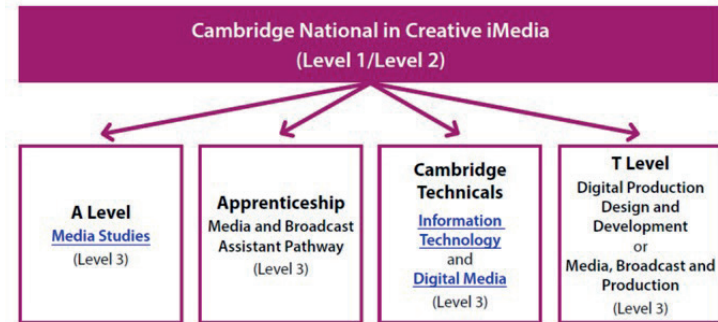 Cambridge National in Creative iMedia
(Level 1/Level 2)
A Level
Media Studies
(Level 3)
Apprenticeship
Media and Broadcast
Assistant Pathway
(Level 3)
Cambridge
Technicals
Information
Technology
and
Digital Media
(Level 3)
T Level
Digital Production
Design and
Development
or
Media, Broadcast and
Production
(Level 3)